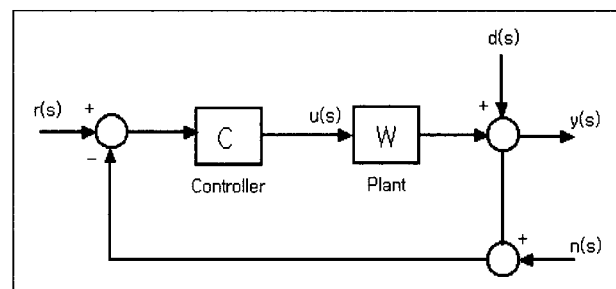 d(s)
r(s)
+
C
u(s)
W
+
y(s)
−
Controller
Plant
+
n(s)